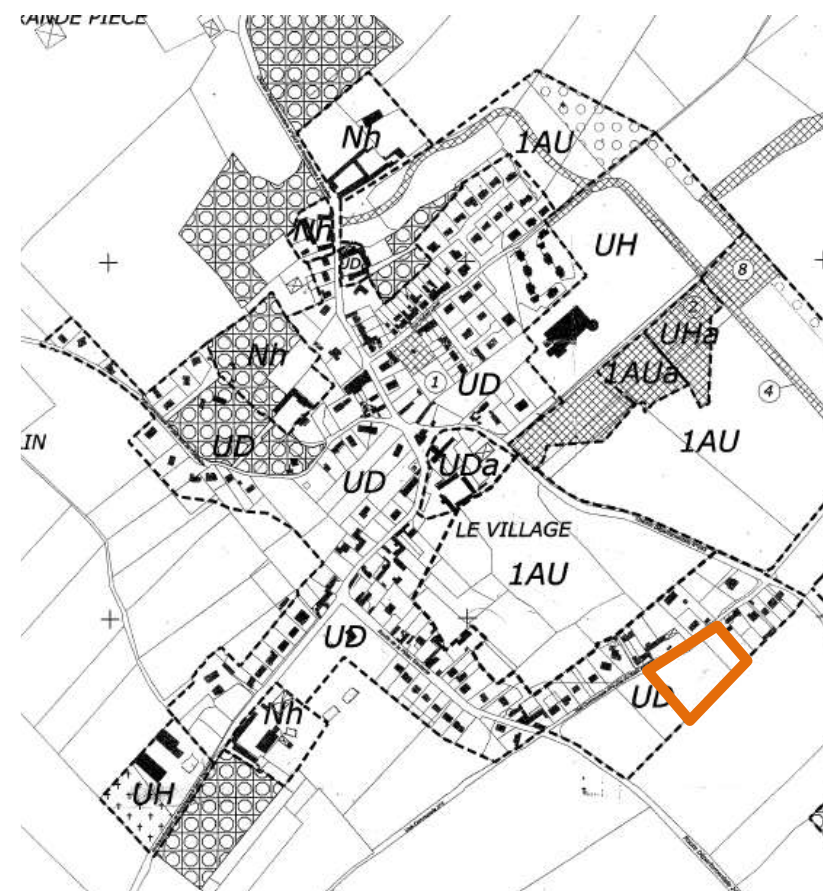 ANDE PIECE
Nh
1AU
Nh
UD
UH
8
2
UHa
Nh
1AUa
1
UD
4
IN
UD
1AU
UDa
UD
LE VILLAGE
1AU
UD
UD
Nh
UH